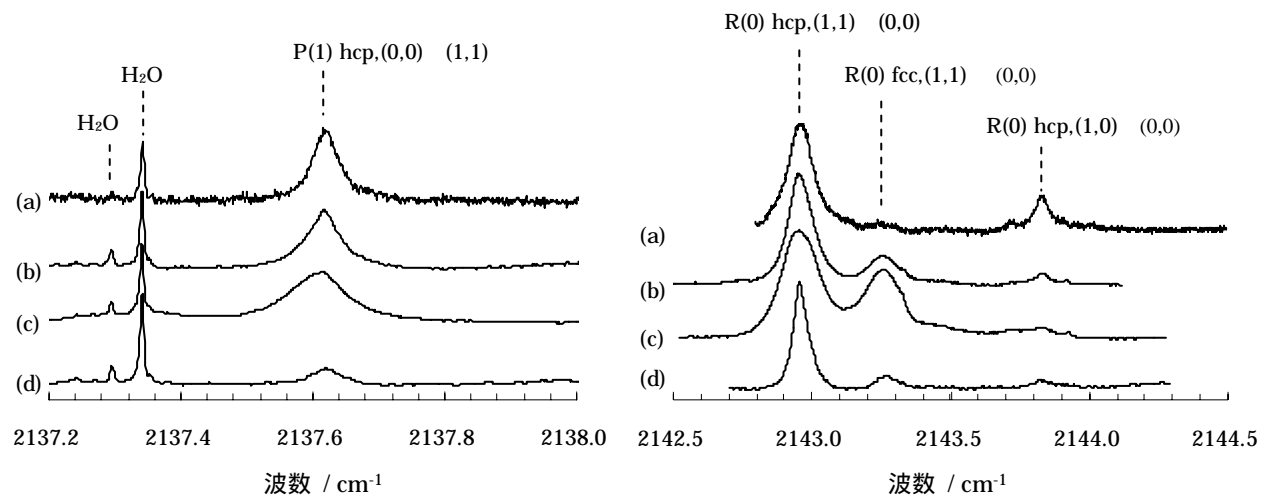 P(1) hcp,(0,0) (1,1)
H₂O
H₂O
(a)
(b)
(c)
(d)
2137.2 2137.4 2137.6 2137.8 2138.0
波数 / cm⁻¹
R(0) hcp,(1,1) (0,0)
R(0) fcc,(1,1) (0,0)
R(0) hcp,(1,0) (0,0)
(a)
(b)
(c)
(d)
2142.5 2143.0 2143.5 2144.0 2144.5
波数 / cm⁻¹